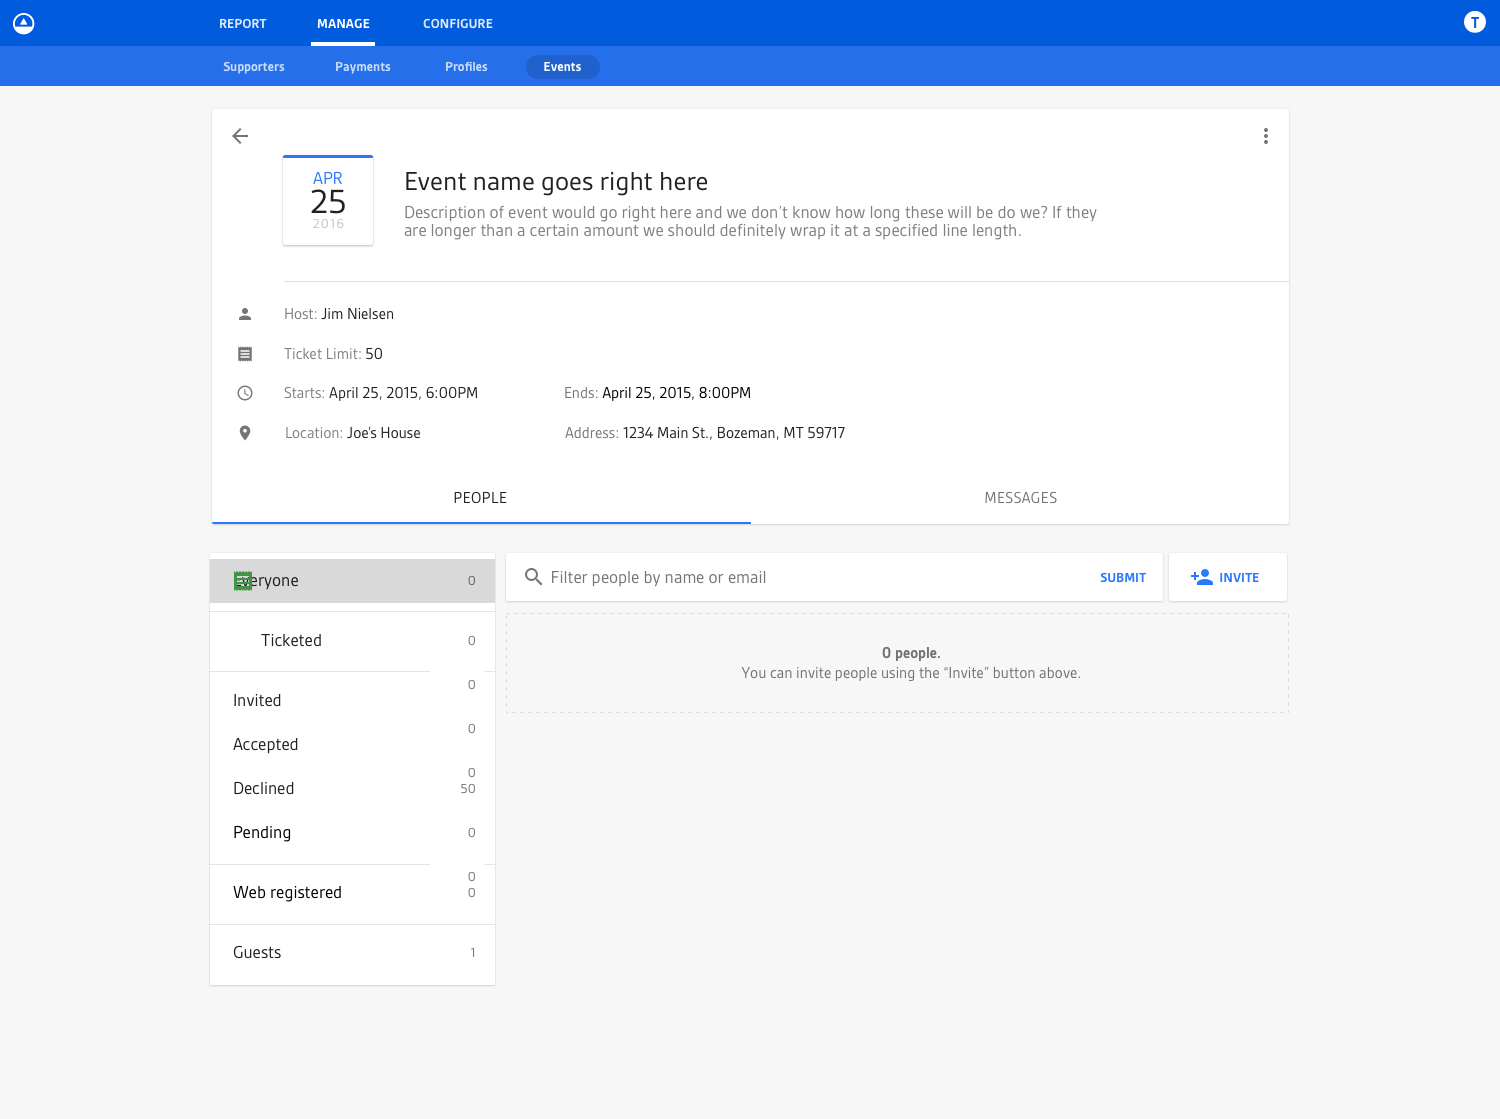 REPORT MANAGE CONFIGURE T
Supporters Payments Profiles Events
APR
25
2016
Event name goes right here
Description of event would go right here and we don't know how long these will be do we? If they
are longer than a certain amount we should definitely wrap it at a specified line length.
Host: Jim Nielsen
Ticket Limit: 50
Starts: April 25, 2015, 6:00PM Ends: April 25, 2015, 8:00PM
Location: Joe's House Address: 1234 Main St., Bozeman, MT 59717
PEOPLE MESSAGES
eryone 0
Ticketed 0
0
Invited
0
Accepted
0
Declined 50
Pending 0
0
Web registered 0
Guests 1
Filter people by name or email SUBMIT INVITE
0 people.
You can invite people using the “Invite” button above.